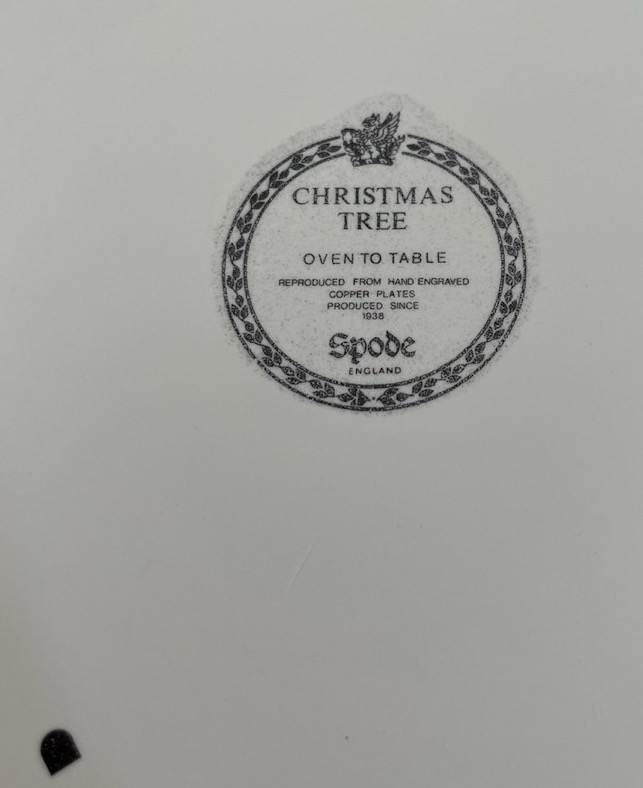 CHRISTMAS
TREE
OVEN TO TABLE
REPRODUCED FROM HAND ENGRAVED
COPPER PLATES
PRODUCED SINCE
1938
Spode
ENGLAND